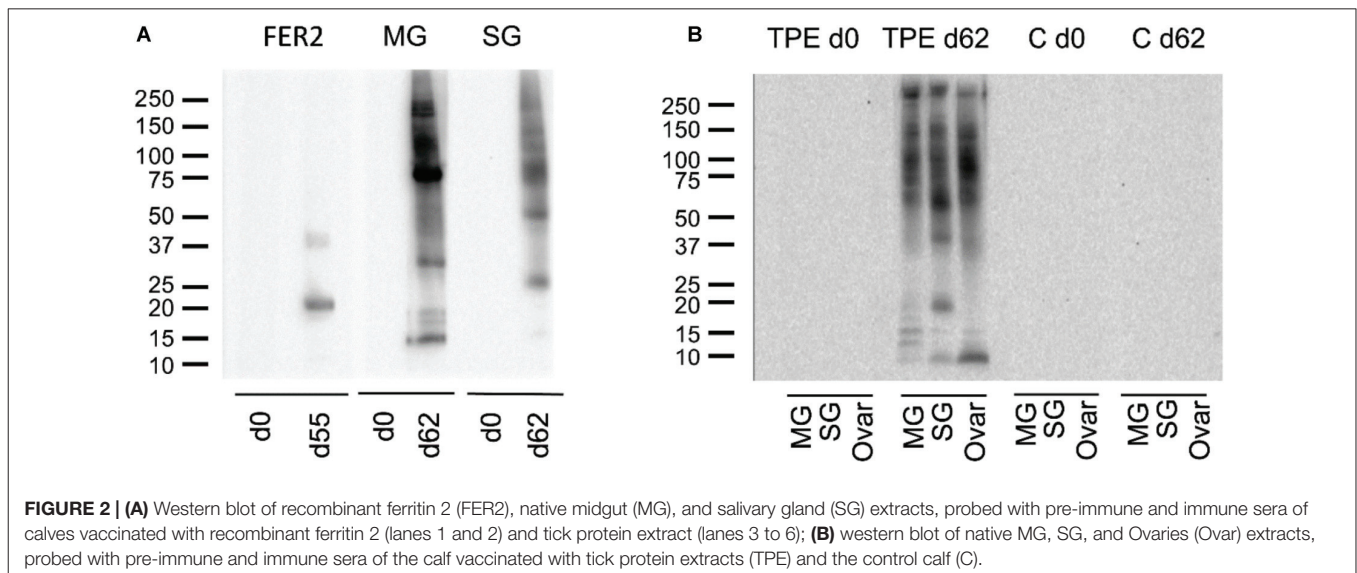 A
FER2 MG SG
250
150
100
75
50
37
25
20
15
10
d0 d55 d0 d62 d0 d62
B
TPE d0 TPE d62 C d0 C d62
250
150
100
75
50
37
25
20
15
10
MG SG Ovar MG SG Ovar MG SG Ovar MG SG Ovar
FIGURE 2 | (A) Western blot of recombinant ferritin 2 (FER2), native midgut (MG), and salivary gland (SG) extracts, probed with pre-immune and immune sera of
calves vaccinated with recombinant ferritin 2 (lanes 1 and 2) and tick protein extract (lanes 3 to 6); (B) western blot of native MG, SG, and Ovaries (Ovar) extracts,
probed with pre-immune and immune sera of the calf vaccinated with tick protein extracts (TPE) and the control calf (C).